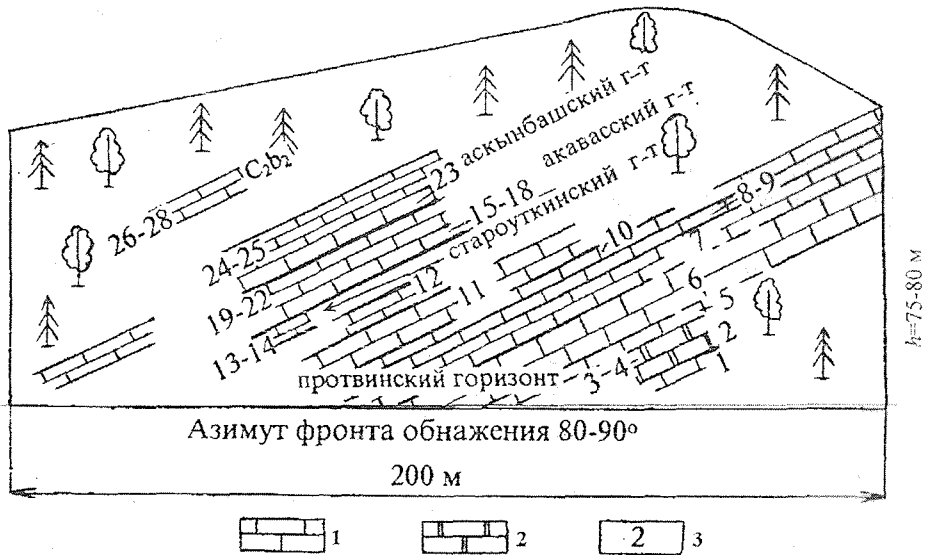 аскынбашский г-т
акавасский г-т
староуткинский г-т
C₂b₂
26-28
24-25
23
19-22
15-18
13-14
12
11
10
8-9
7
6
5
3-4
2
1
протвинский горизонт
h=75-80 м
Азимут фронта обнажения 80-90°
200 м
1
2
2 3